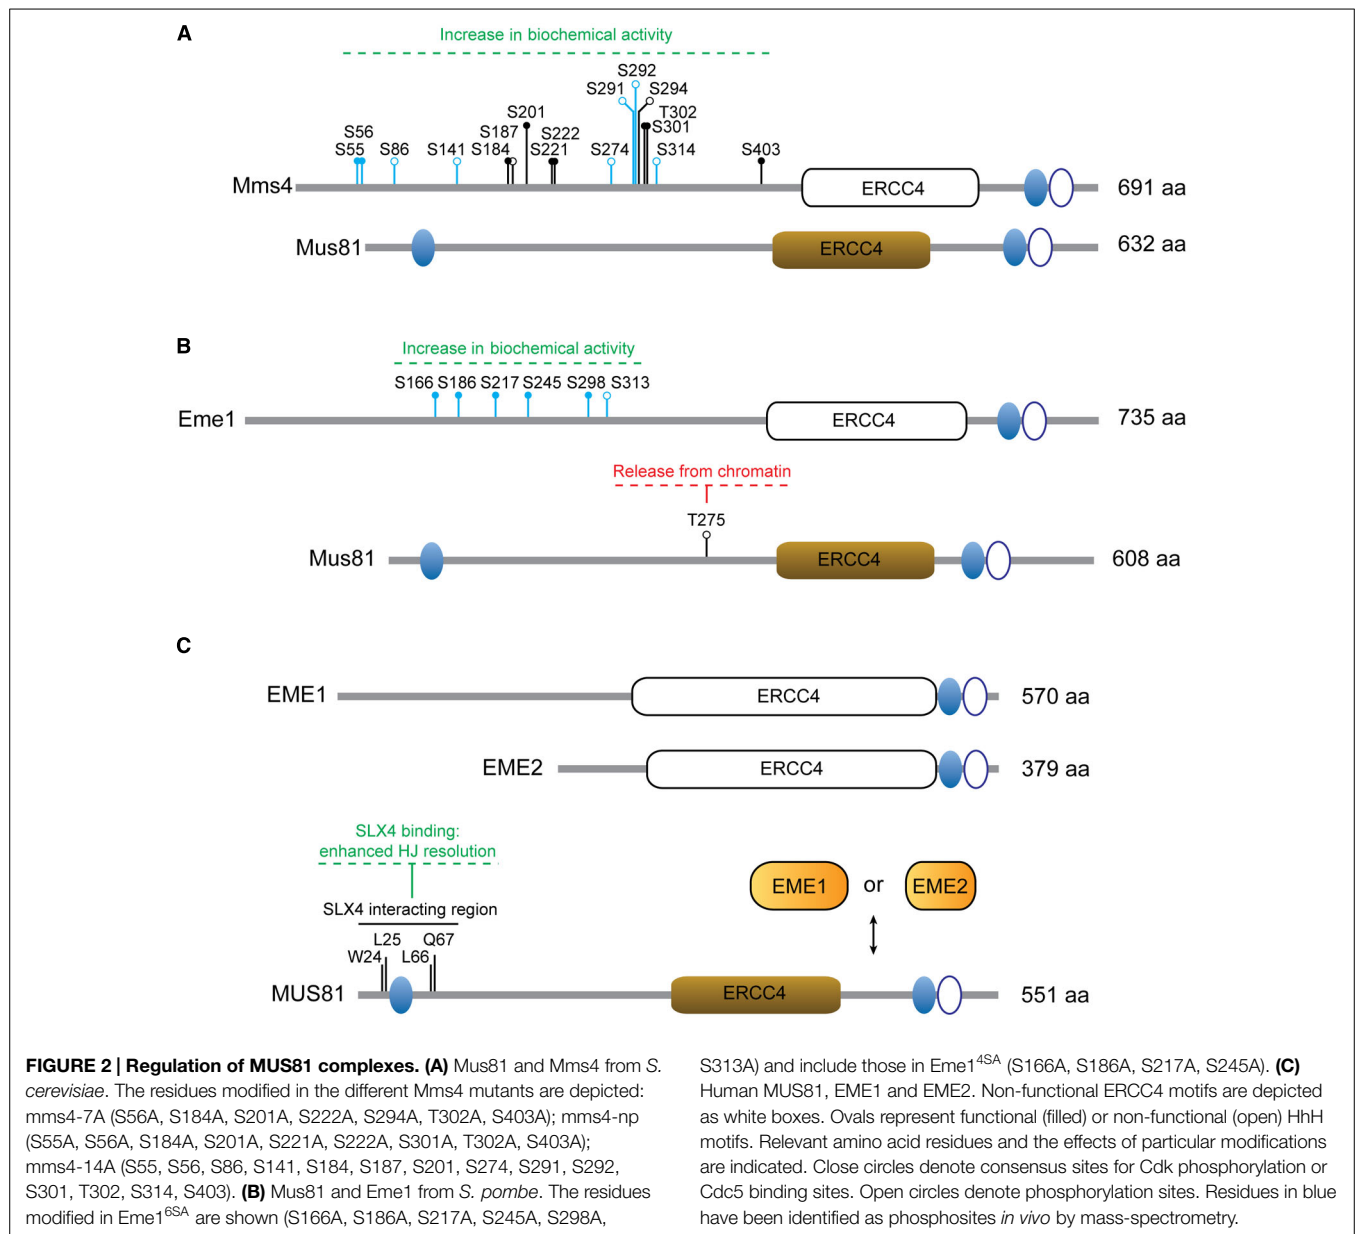 A
Increase in biochemical activity
S292
S291 S294
S201 T302
S56 S187 S222 S301
S55 S86 S141 S184 S221 S274 S314 S403
Mms4 ERCC4 691 aa
Mus81 ERCC4 632 aa
B
Increase in biochemical activity
S166 S186 S217 S245 S298 S313
Eme1 ERCC4 735 aa
Release from chromatin
T275
Mus81 ERCC4 608 aa
C
EME1 ERCC4 570 aa
EME2 ERCC4 379 aa
SLX4 binding:
enhanced HJ resolution
EME1 or EME2
SLX4 interacting region
L25 Q67
W24 L66
MUS81 ERCC4 551 aa
FIGURE 2 | Regulation of MUS81 complexes. (A) Mus81 and Mms4 from S.
cerevisiae. The residues modified in the different Mms4 mutants are depicted:
mms4-7A (S56A, S184A, S201A, S222A, S294A, T302A, S403A);
mms4-np
(S55A, S56A, S184A, S201A, S221A, S222A, S301A, T302A, S403A);
mms4-14A (S55, S56, S86, S141, S184, S187, S201, S274, S291, S292,
S301, T302, S314, S403). (B) Mus81 and Eme1 from S. pombe. The residues
modified in Eme16SA are shown (S166A, S186A, S217A, S245A, S298A,
S313A) and include those in Eme14SA (S166A, S186A, S217A, S245A). (C)
Human MUS81, EME1 and EME2. Non-functional ERCC4 motifs are depicted
as white boxes. Ovals represent functional (filled) or non-functional (open) HhH
motifs. Relevant amino acid residues and the effects of particular modifications
are indicated. Close circles denote consensus sites for Cdk phosphorylation or
Cdc5 binding sites. Open circles denote phosphorylation sites. Residues in blue
have been identified as phosphosites in vivo by mass-spectrometry.